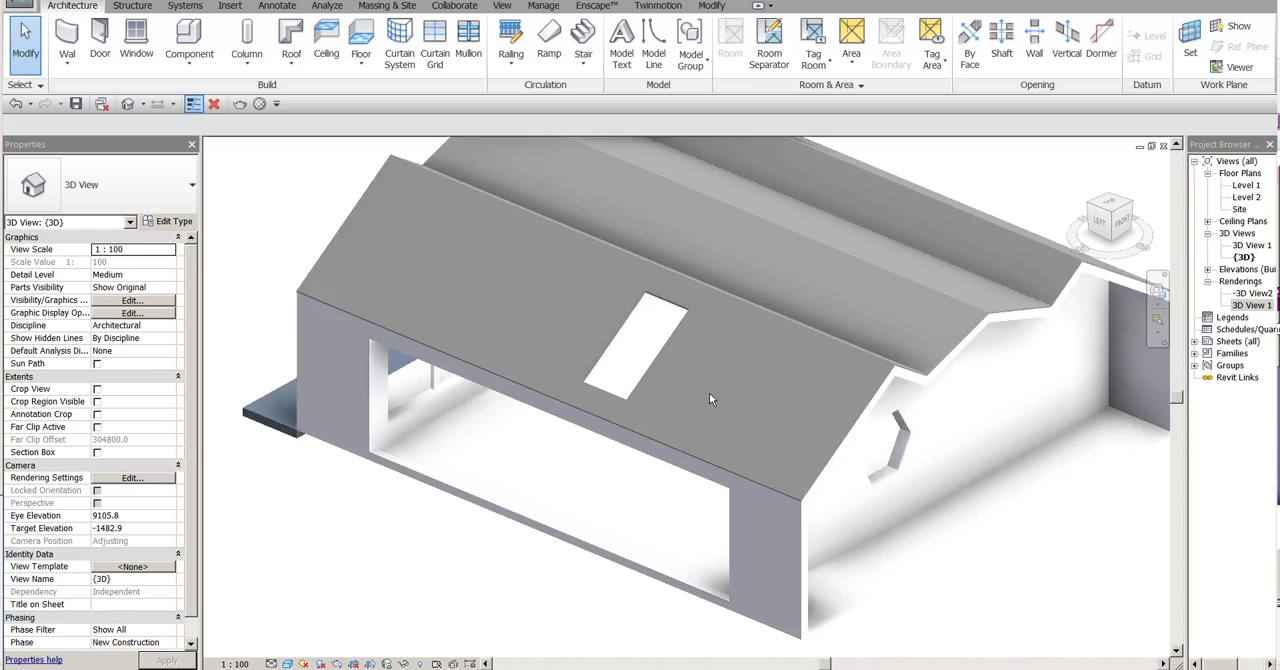 Architecture Structure Systems Insert Annotate Analyze Massing & Site Collaborate View Manage Enscape™ Twinmotion Modify
Modify Wall Door Window Component Column Roof Ceiling Floor Curtain System Curtain Grid Mullion Railing Ramp Stair Model Text Model Line Model Group Room Room Separator Tag Room Area Area Boundary Tag Area By Face Shaft Wall Vertical Dormer Level Grid Set Show Ref Plane Viewer
Select Build Circulation Model Room & Area Opening Datum Work Plane
Properties
3D View
3D View: {3D} Edit Type
Graphics
View Scale 1 : 100
Scale Value 1: 100
Detail Level Medium
Parts Visibility Show Original
Visibility/Graphics ... Edit...
Graphic Display Op... Edit...
Discipline Architectural
Show Hidden Lines By Discipline
Default Analysis Di... None
Sun Path
Extents
Crop View
Crop Region Visible
Annotation Crop
Far Clip Active
Far Clip Offset 304800.0
Section Box
Camera
Rendering Settings Edit...
Locked Orientation
Perspective
Eye Elevation 9105.8
Target Elevation -1482.9
Camera Position Adjusting
Identity Data
View Template <None>
View Name {3D}
Dependency Independent
Title on Sheet
Phasing
Phase Filter Show All
Phase New Construction
Properties help Apply
1 : 100
TOP
LEFT FRONT
Project Browser ...
Views (all)
Floor Plans
Level 1
Level 2
Site
Ceiling Plans
3D Views
3D View 1
{3D}
Elevations (Bui
Renderings
-3D View2
3D View 1
Legends
Schedules/Quan
Sheets (all)
Families
Groups
Revit Links